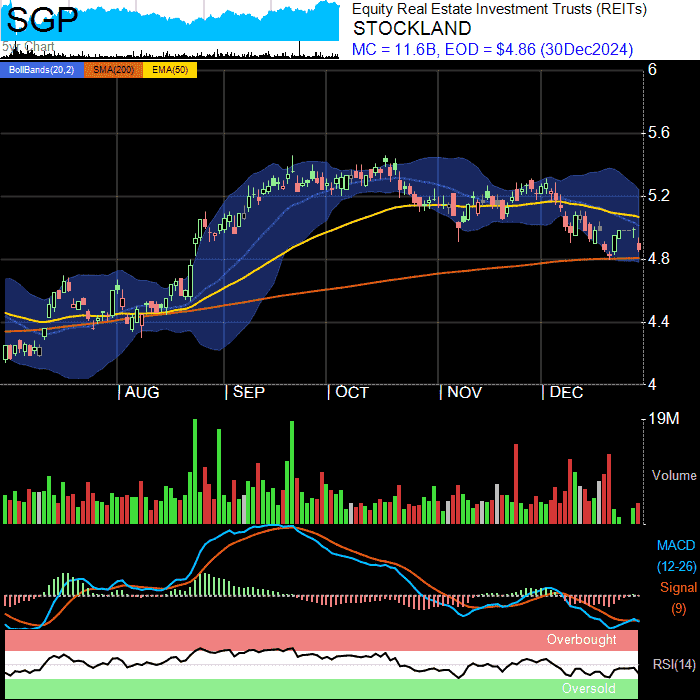 SGP
5yr Chart
Equity Real Estate Investment Trusts (REITs)
STOCKLAND
MC = 11.6B, EOD = $4.86 (30Dec2024)
BollBands(20,2) SMA(200) EMA(50)
6
5.6
5.2
4.8
4.4
4
AUG SEP OCT NOV DEC
19M
Volume
MACD
(12-26)
Signal
(9)
Overbought
RSI(14)
Oversold